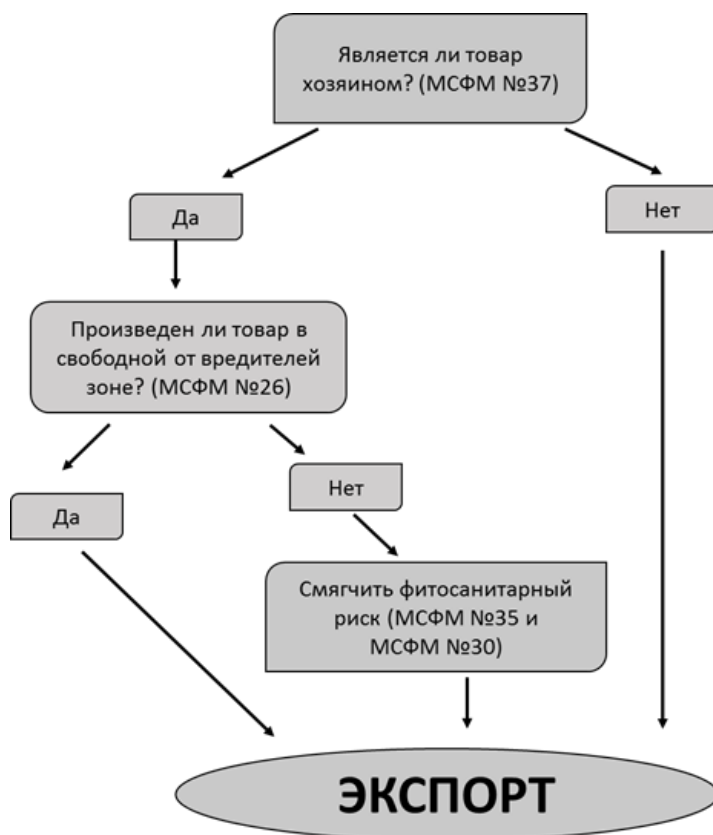 Является ли товар
хозяином? (МСФМ №37)
Да
Нет
Произведен ли товар в
свободной от вредителей
зоне? (МСФМ №26)
Да
Нет
Смягчить фитосанитарный
риск (МСФМ №35 и
МСФМ №30)
ЭКСПОРТ